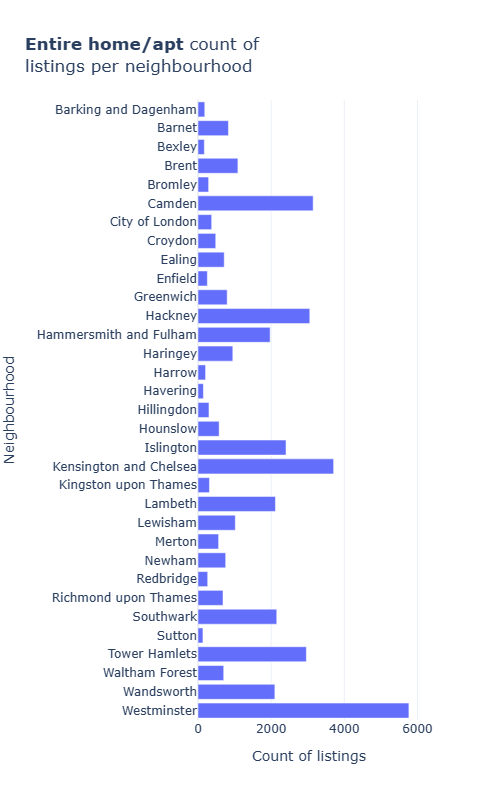 Entire home/apt count of
listings per neighbourhood
Barking and Dagenham
Barnet
Bexley
Brent
Bromley
Camden
City of London
Croydon
Ealing
Enfield
Greenwich
Hackney
Hammersmith and Fulham
Haringey
Harrow
Havering
Hillingdon
Hounslow
Islington
Kensington and Chelsea
Kingston upon Thames
Lambeth
Lewisham
Merton
Newham
Redbridge
Richmond upon Thames
Southwark
Sutton
Tower Hamlets
Waltham Forest
Wandsworth
Westminster
Neighbourhood
0 2000 4000 6000
Count of listings